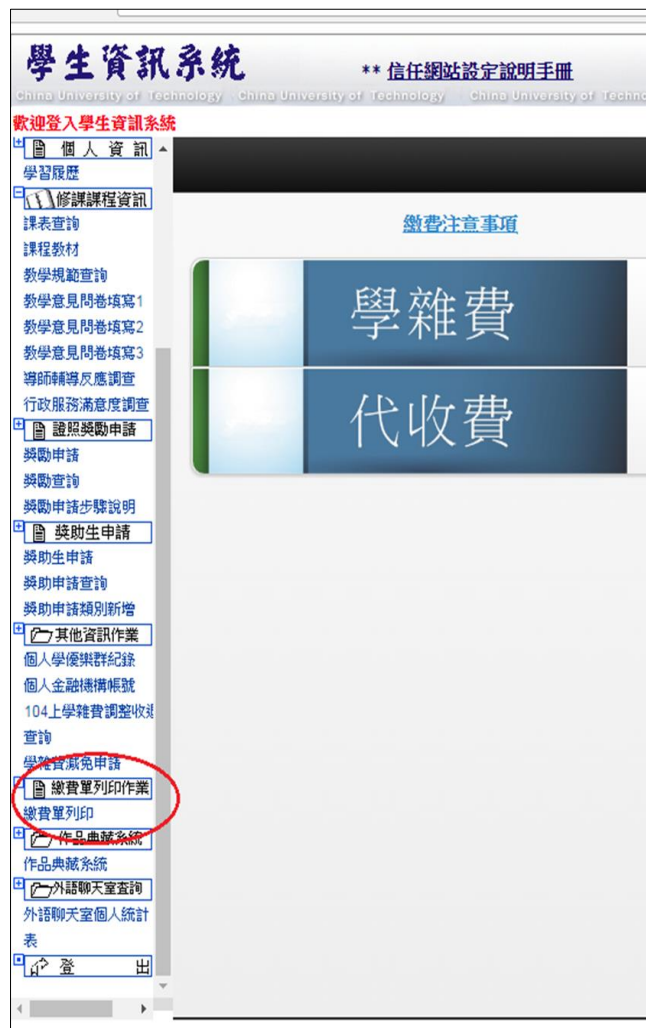 學生資訊系統
** 信任網站設定說明手冊
China University of Technology China University of Technology China University of Techno
歡迎登入學生資訊系統
個人資訊
學習履歷
修課課程資訊
課表查詢
課程教材
教學規範查詢
教學意見問卷填寫1
教學意見問卷填寫2
教學意見問卷填寫3
導師輔導反應調查
行政服務滿意度調查
證照獎勵申請
獎勵申請
獎勵查詢
獎勵申請步驟說明
獎助生申請
獎助生申請
獎助申請查詢
獎助申請類別新增
其他資訊作業
個人學優樂群紀錄
個人金融機構帳號
104上學雜費調整收退
查詢
學雜費減免申請
繳費單列印作業
繳費單列印
作品典藏系統
作品典藏系統
外語聊天室查詢
外語聊天室個人統計
表
登出
繳費注意事項
學雜費
代收費